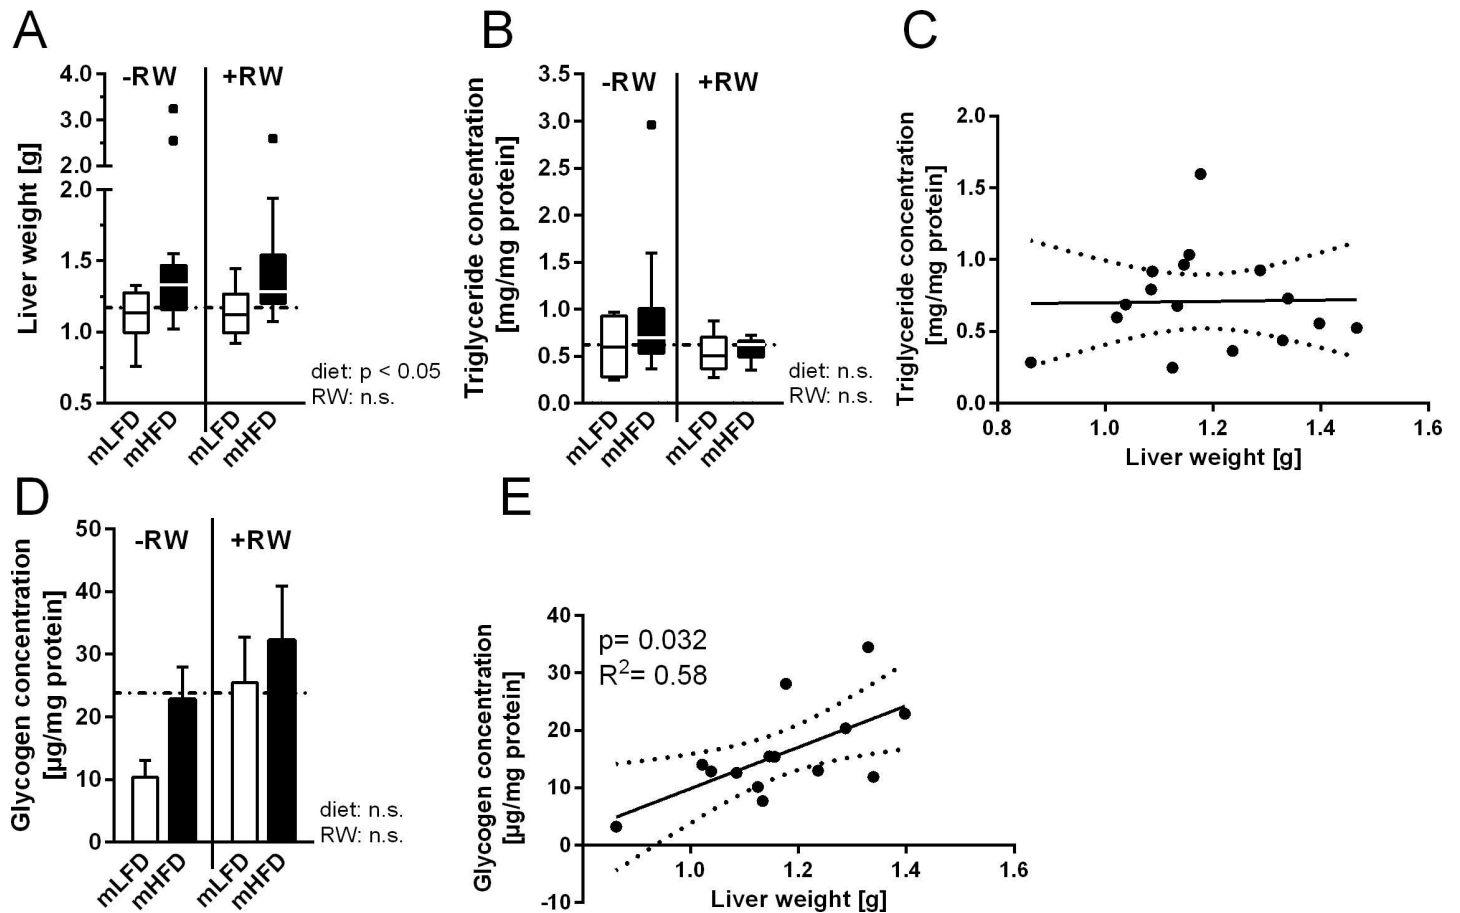 A
Liver weight [g]
4.0
3.0
2.0
2.0
1.5
1.0
0.5
-RW
+RW
mLFD
mHFD
mLFD
mHFD
diet: p < 0.05
RW: n.s.
B
Triglyceride concentration
[mg/mg protein]
3.5
3.0
2.5
2.0
1.5
1.0
0.5
0.0
-RW
+RW
mLFD
mHFD
mLFD
mHFD
diet: n.s.
RW: n.s.
C
Triglyceride concentration
[mg/mg protein]
2.0
1.5
1.0
0.5
0.0
0.8
1.0
1.2
1.4
1.6
Liver weight [g]
D
Glycogen concentration
[µg/mg protein]
50
40
30
20
10
0
-RW
+RW
mLFD
mHFD
mLFD
mHFD
diet: n.s.
RW: n.s.
E
Glycogen concentration
[µg/mg protein]
40
30
20
10
0
-10
p= 0.032
R²= 0.58
1.0
1.2
1.4
1.6
Liver weight [g]